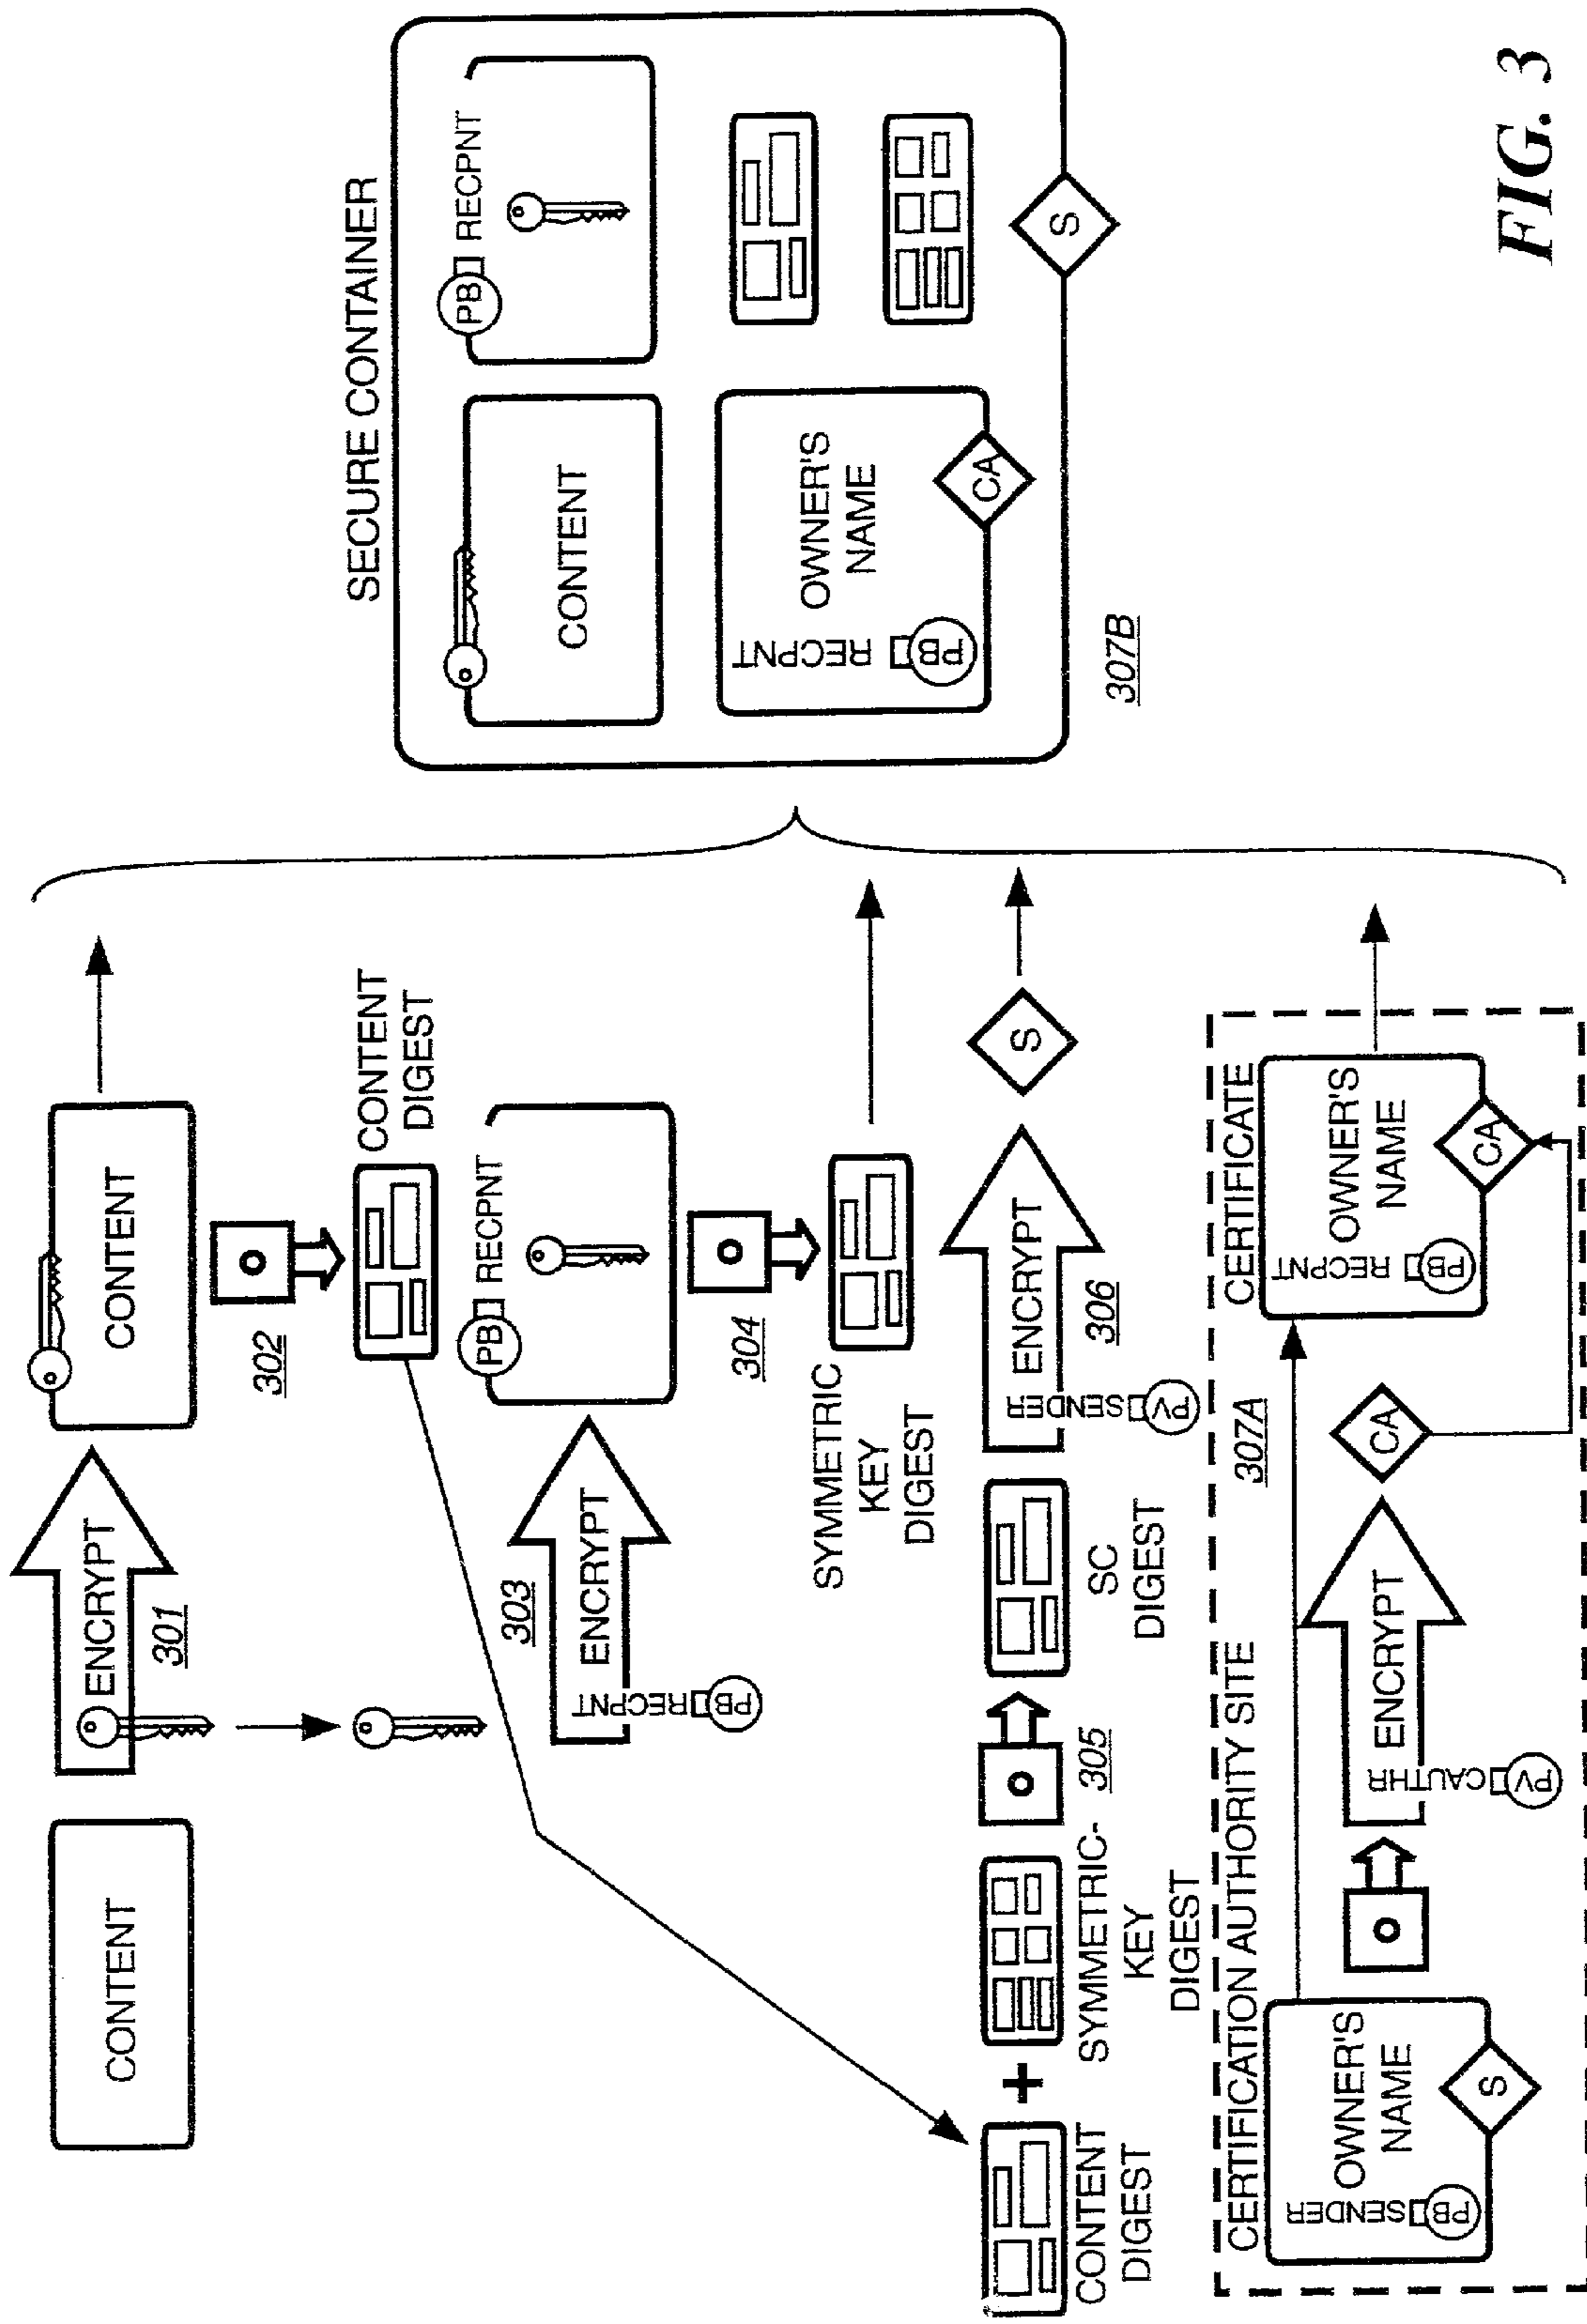 CONTENT
ENCRYPT
301
CONTENT
302
CONTENT
DIGEST
303
ENCRYPT
PB RECPNT
PB RECPNT
304
SYMMETRIC
KEY
DIGEST
CONTENT
DIGEST
+
SYMMETRIC-
KEY
DIGEST
305
SC
DIGEST
ENCRYPT
PV SENDER
306
S
CERTIFICATION AUTHORITY SITE
307A
CERTIFICATE
PB SENDER
OWNER'S
NAME
S
ENCRYPT
PV CAUTHR
CA
PB RECPNT
OWNER'S
NAME
CA
SECURE CONTAINER
CONTENT
PB RECPNT
PB RECPNT
OWNER'S
NAME
CA
S
307B
FIG. 3